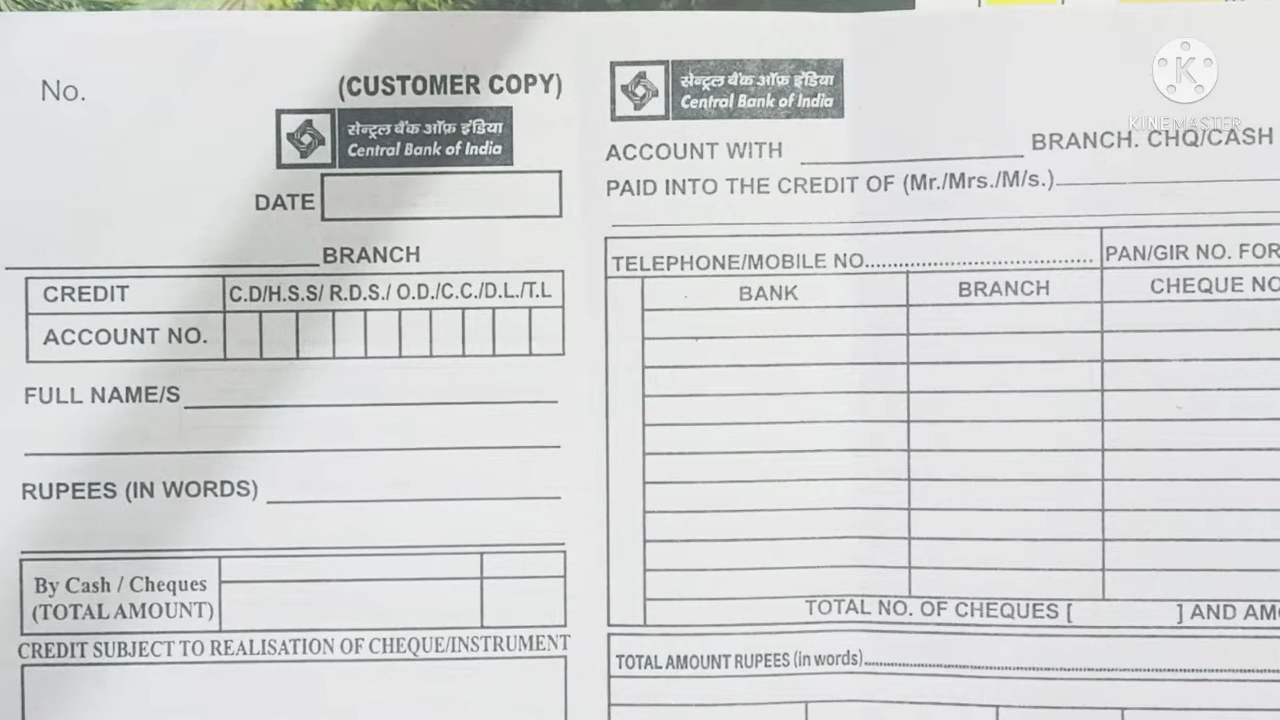 No.
(CUSTOMER COPY)
सेन्ट्रल बैंक ऑफ़ इंडिया
Central Bank of India
DATE
BRANCH
CREDIT C.D/H.S.S/ R.D.S./ O.D./C.C./D.L./T.L
ACCOUNT NO.
FULL NAME/S
RUPEES (IN WORDS)
By Cash / Cheques
(TOTAL AMOUNT)
CREDIT SUBJECT TO REALISATION OF CHEQUE/INSTRUMENT
सेन्ट्रल बैंक ऑफ़ इंडिया
Central Bank of India
ACCOUNT WITH BRANCH. CHQ/CASH
PAID INTO THE CREDIT OF (Mr./Mrs./M/s.)
TELEPHONE/MOBILE NO. PAN/GIR NO. FOR
BANK BRANCH CHEQUE NO
TOTAL NO. OF CHEQUES [ ] AND AMO
TOTAL AMOUNT RUPEES (in words)
K
KINEMASTER